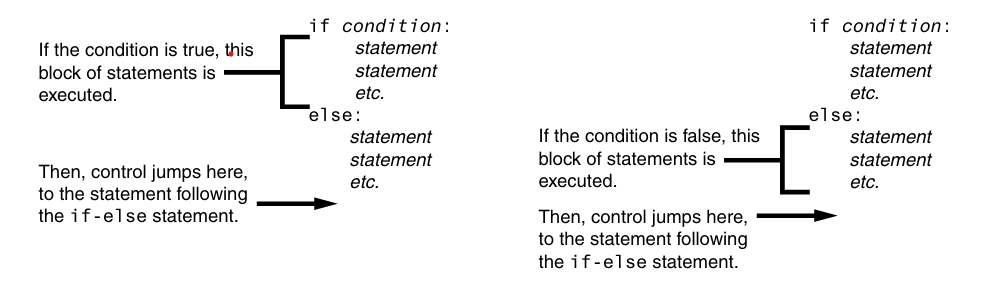 if condition:
If the condition is true, this
block of statements is
executed.
statement
statement
etc.
else:
statement
statement
etc.
Then, control jumps here,
to the statement following
the if-else statement.
if condition:
statement
statement
etc.
else:
If the condition is false, this
block of statements is
executed.
statement
statement
etc.
Then, control jumps here,
to the statement following
the if-else statement.